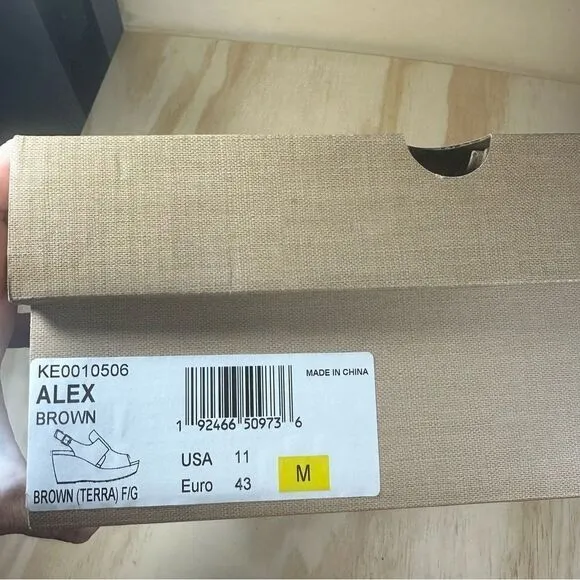 KE0010506
ALEX
BROWN
MADE IN CHINA
1 92466 50973 6
USA 11
Euro 43
M
BROWN (TERRA) F/G